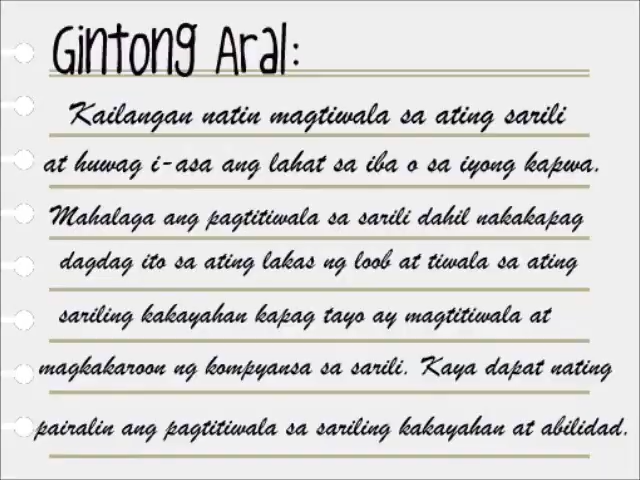 Gintong Aral:
Kailangan natin magtiwala sa ating sarili
at huwag i-asa ang lahat sa iba o sa iyong kapwa.
Mahalaga ang pagtitiwala sa sarili dahil nakakapag
dagdag ito sa ating lakas ng loob at tiwala sa ating
sariling kakayahan kapag tayo ay magtitiwala at
magkakaroon ng kompyansa sa sarili. Kaya dapat nating
pairalin ang pagtitiwala sa sariling kakayahan at abilidad.